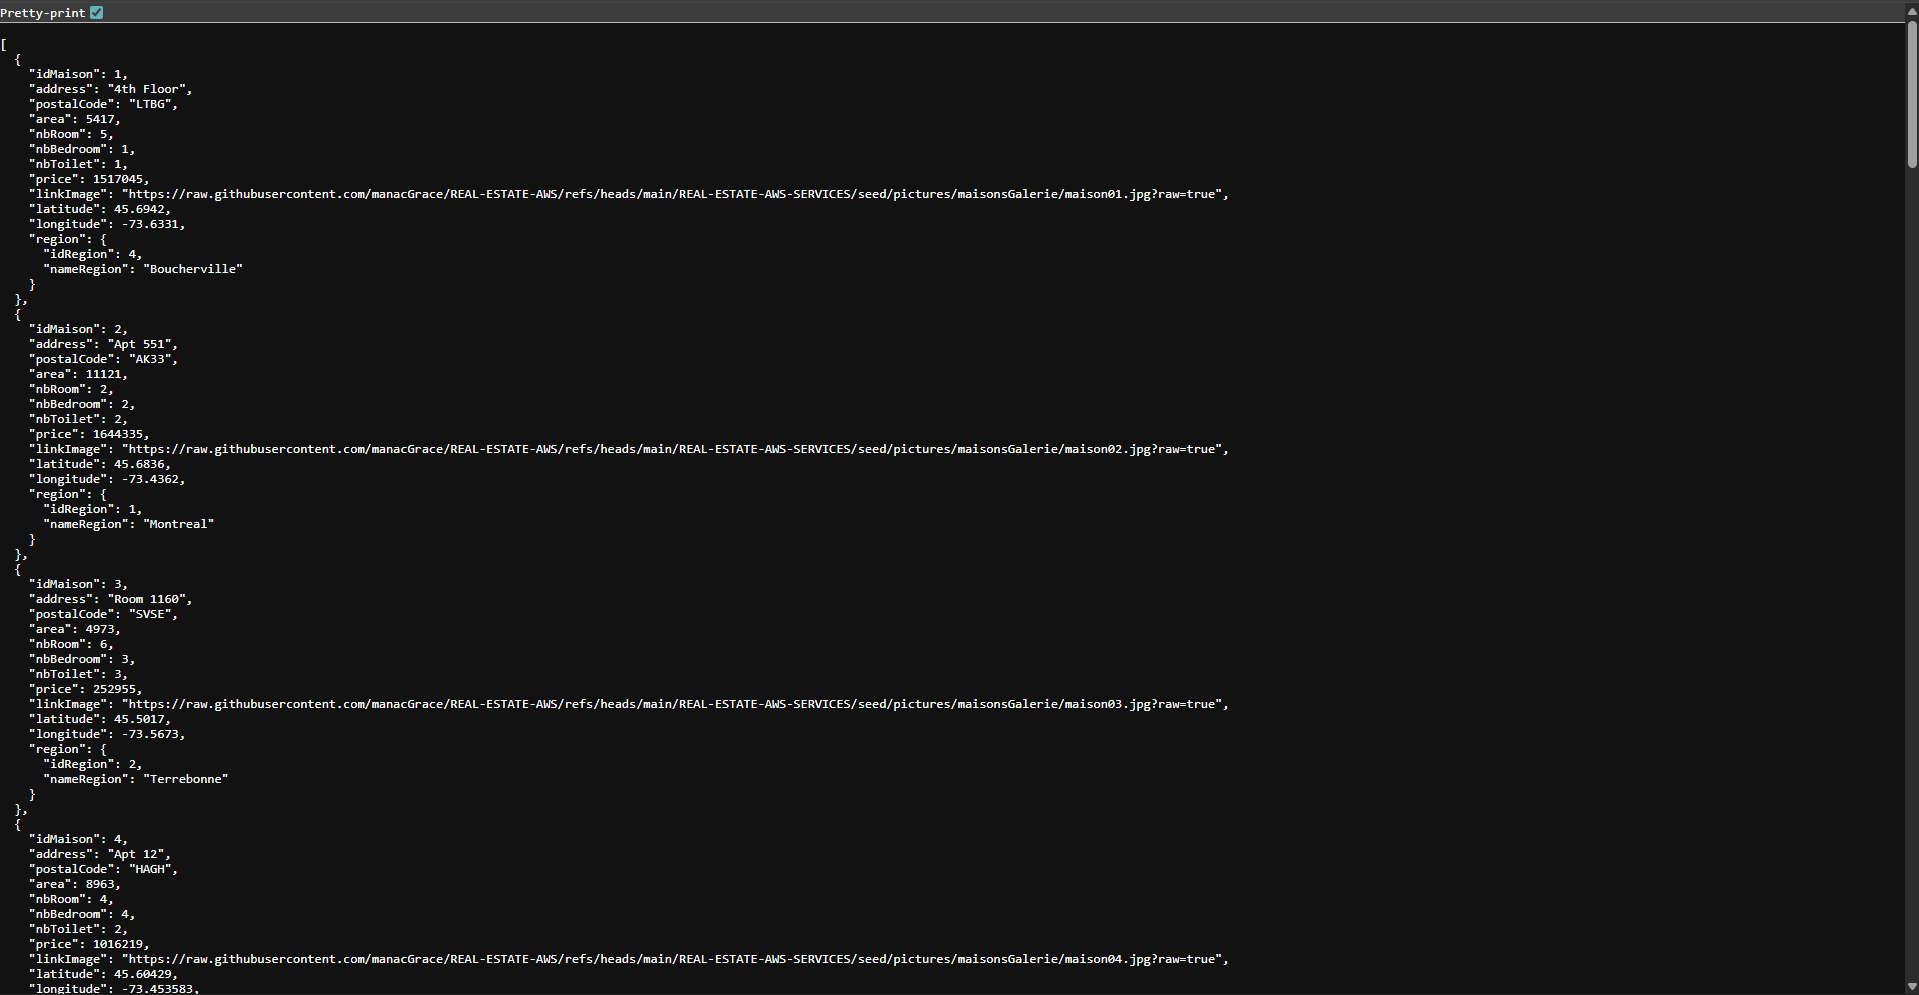 Pretty-print
[
  {
    "idMaison": 1,
    "address": "4th Floor",
    "postalCode": "LTBG",
    "area": 5417,
    "nbRoom": 5,
    "nbBedroom": 1,
    "nbToilet": 1,
    "price": 1517045,
    "linkImage": "https://raw.githubusercontent.com/manacGrace/REAL-ESTATE-AWS/refs/heads/main/REAL-ESTATE-AWS-SERVICES/seed/pictures/maisonsGalerie/maison01.jpg?raw=true",
    "latitude": 45.6942,
    "longitude": -73.6331,
    "region": {
      "idRegion": 4,
      "nameRegion": "Boucherville"
    }
  },
  {
    "idMaison": 2,
    "address": "Apt 551",
    "postalCode": "AK33",
    "area": 11121,
    "nbRoom": 2,
    "nbBedroom": 2,
    "nbToilet": 2,
    "price": 1644335,
    "linkImage": "https://raw.githubusercontent.com/manacGrace/REAL-ESTATE-AWS/refs/heads/main/REAL-ESTATE-AWS-SERVICES/seed/pictures/maisonsGalerie/maison02.jpg?raw=true",
    "latitude": 45.6836,
    "longitude": -73.4362,
    "region": {
      "idRegion": 1,
      "nameRegion": "Montreal"
    }
  },
  {
    "idMaison": 3,
    "address": "Room 1160",
    "postalCode": "SVSE",
    "area": 4973,
    "nbRoom": 6,
    "nbBedroom": 3,
    "nbToilet": 3,
    "price": 252955,
    "linkImage": "https://raw.githubusercontent.com/manacGrace/REAL-ESTATE-AWS/refs/heads/main/REAL-ESTATE-AWS-SERVICES/seed/pictures/maisonsGalerie/maison03.jpg?raw=true",
    "latitude": 45.5017,
    "longitude": -73.5673,
    "region": {
      "idRegion": 2,
      "nameRegion": "Terrebonne"
    }
  },
  {
    "idMaison": 4,
    "address": "Apt 12",
    "postalCode": "HAGH",
    "area": 8963,
    "nbRoom": 4,
    "nbBedroom": 4,
    "nbToilet": 2,
    "price": 1016219,
    "linkImage": "https://raw.githubusercontent.com/manacGrace/REAL-ESTATE-AWS/refs/heads/main/REAL-ESTATE-AWS-SERVICES/seed/pictures/maisonsGalerie/maison04.jpg?raw=true",
    "latitude": 45.60429,
    "longitude": -73.453583,